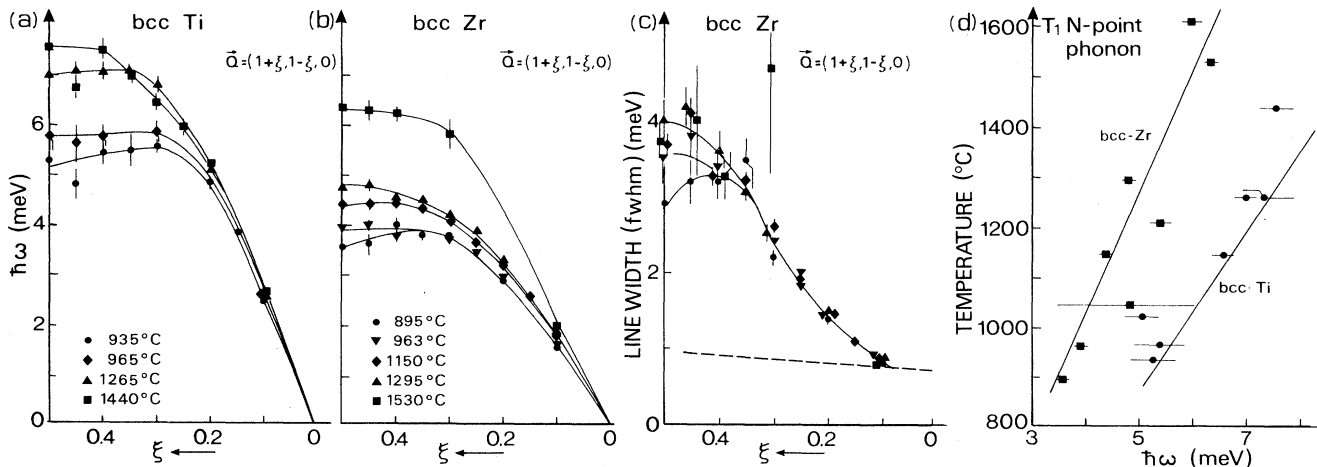 (a) bcc Ti
Q=(1+ξ,1-ξ,0)
ħω (meV)
6
4
2
0
0.4 0.2 0
ξ
935°C
965°C
1265°C
1440°C
(b) bcc Zr
Q=(1+ξ,1-ξ,0)
895°C
963°C
1150°C
1295°C
1530°C
0.4 0.2 0
ξ
(c) bcc Zr
Q=(1+ξ,1-ξ,0)
LINE WIDTH (fwhm) (meV)
4
2
0
0.4 0.2 0
ξ
(d)
T₁ N-point
phonon
TEMPERATURE (°C)
1600
1400
1200
1000
800
bcc-Zr
bcc·Ti
3 5 7
ħω (meV)